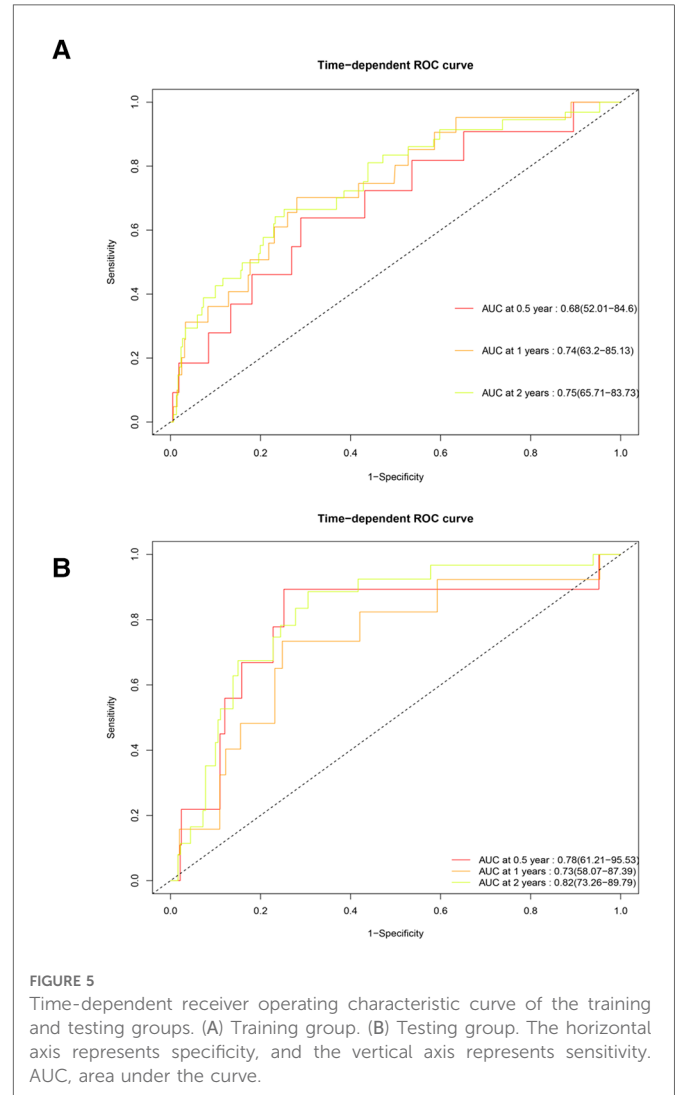 A
Time-dependent ROC curve
1.0
0.8
0.6
0.4
0.2
0.0
Sensitivity
AUC at 0.5 year : 0.68(52.01-84.6)
AUC at 1 years : 0.74(63.2-85.13)
AUC at 2 years : 0.75(65.71-83.73)
0.0 0.2 0.4 0.6 0.8 1.0
1-Specificity
B
Time-dependent ROC curve
1.0
0.8
0.6
0.4
0.2
0.0
Sensitivity
AUC at 0.5 year : 0.78(61.21-95.53)
AUC at 1 years : 0.73(58.07-87.39)
AUC at 2 years : 0.82(73.26-89.79)
0.0 0.2 0.4 0.6 0.8 1.0
1-Specificity
FIGURE 5
Time-dependent receiver operating characteristic curve of the training
and testing groups. (A) Training group. (B) Testing group. The horizontal
axis represents specificity, and the vertical axis represents sensitivity.
AUC, area under the curve.